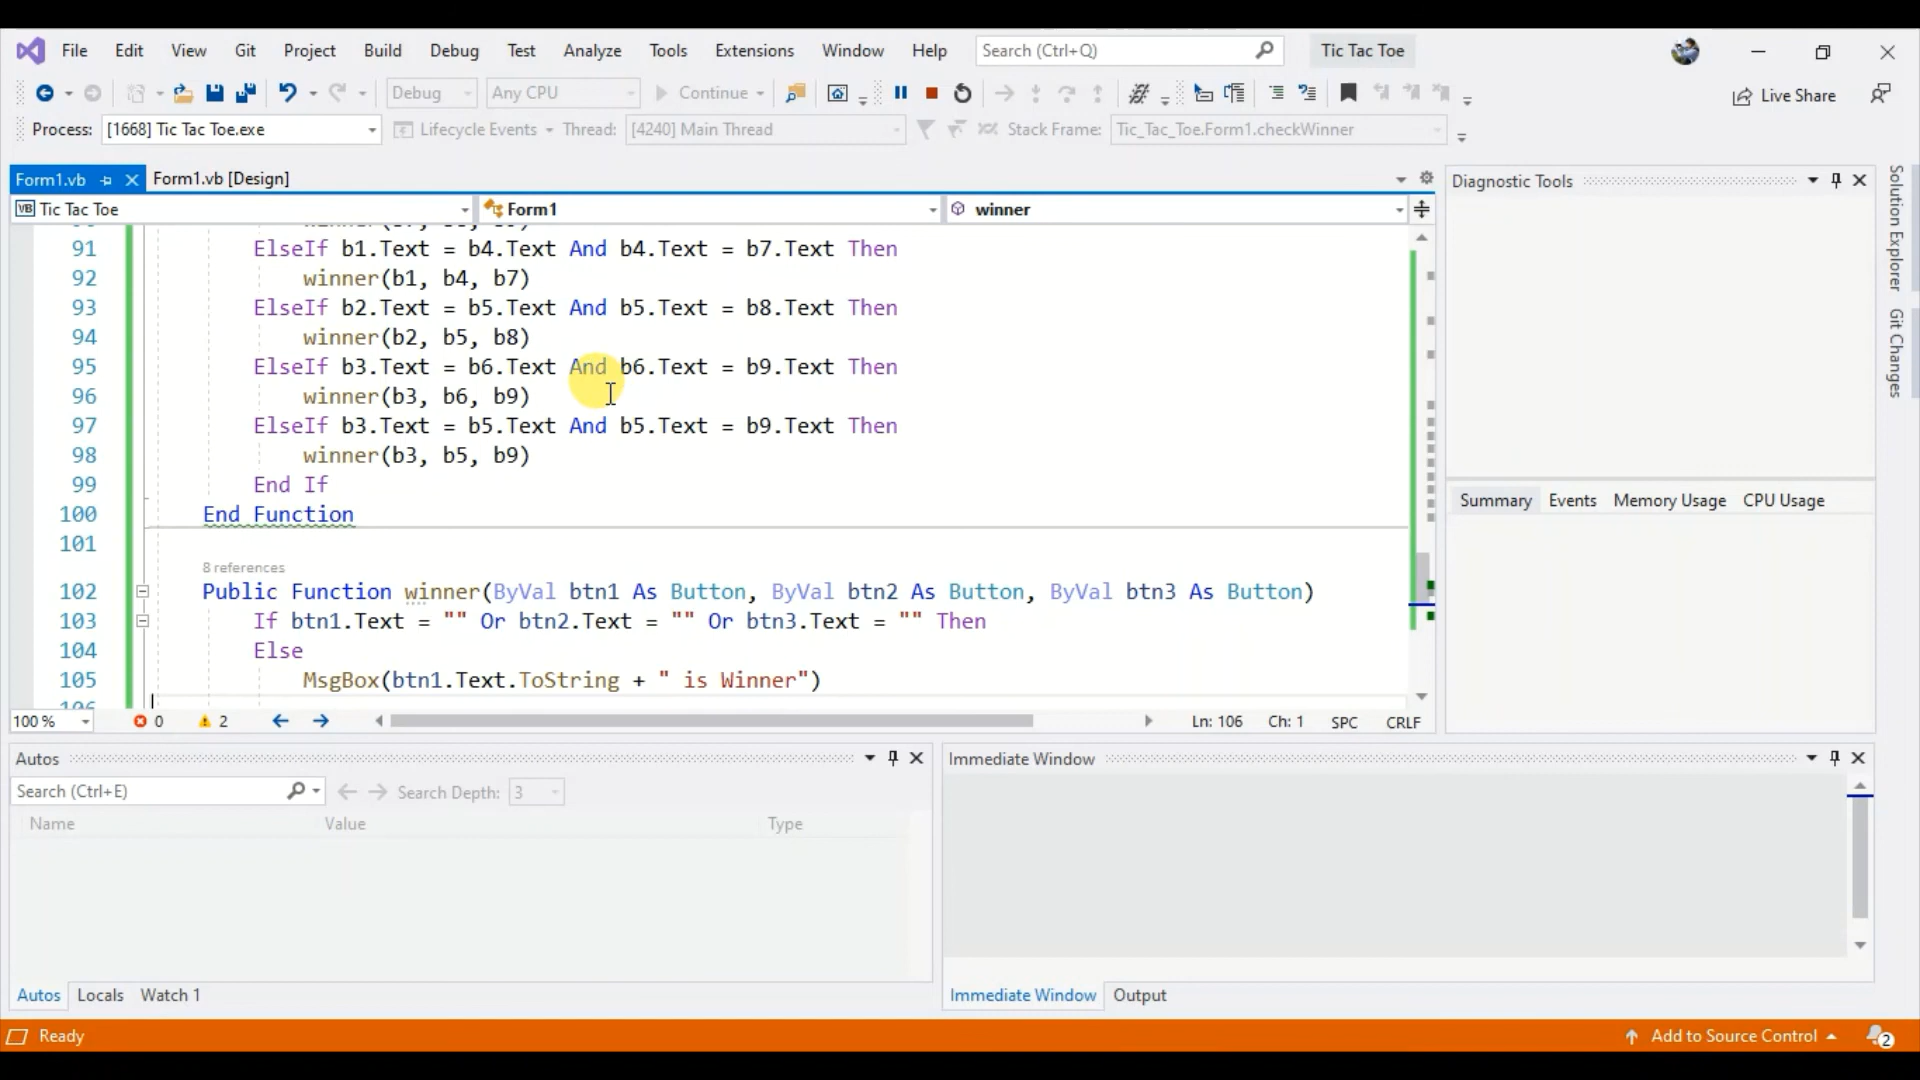 File Edit View Git Project Build Debug Test Analyze Tools Extensions Window Help Search (Ctrl+Q) Tic Tac Toe
Debug Any CPU Continue Live Share
Process: [1668] Tic Tac Toe.exe Lifecycle Events Thread: [4240] Main Thread Stack Frame: Tic_Tac_Toe.Form1.checkWinner
Form1.vb Form1.vb [Design]
VB Tic Tac Toe Form1 winner
91 ElseIf b1.Text = b4.Text And b4.Text = b7.Text Then
92 winner(b1, b4, b7)
93 ElseIf b2.Text = b5.Text And b5.Text = b8.Text Then
94 winner(b2, b5, b8)
95 ElseIf b3.Text = b6.Text And b6.Text = b9.Text Then
96 winner(b3, b6, b9)
97 ElseIf b3.Text = b5.Text And b5.Text = b9.Text Then
98 winner(b3, b5, b9)
99 End If
100 End Function
101
8 references
102 Public Function winner(ByVal btn1 As Button, ByVal btn2 As Button, ByVal btn3 As Button)
103 If btn1.Text = "" Or btn2.Text = "" Or btn3.Text = "" Then
104 Else
105 MsgBox(btn1.Text.ToString + " is Winner")
100 % 0 2 Ln: 106 Ch: 1 SPC CRLF
Diagnostic Tools
Summary Events Memory Usage CPU Usage
Solution Explorer
Git Changes
Autos
Search (Ctrl+E) Search Depth: 3
Name Value Type
Autos Locals Watch 1
Immediate Window
Immediate Window Output
Ready Add to Source Control 2